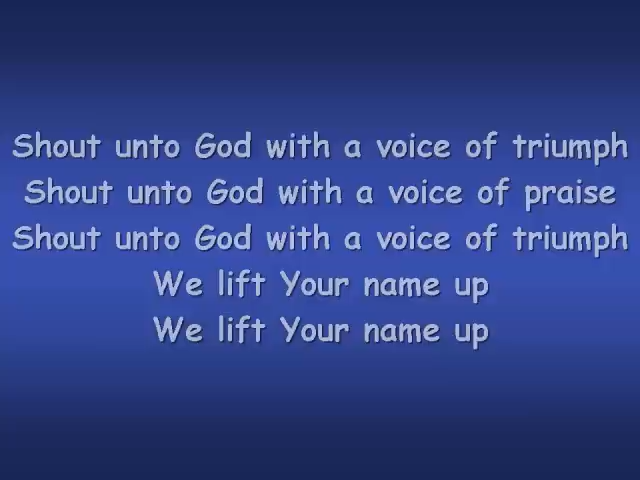 Shout unto God with a voice of triumph
Shout unto God with a voice of praise
Shout unto God with a voice of triumph
We lift Your name up
We lift Your name up